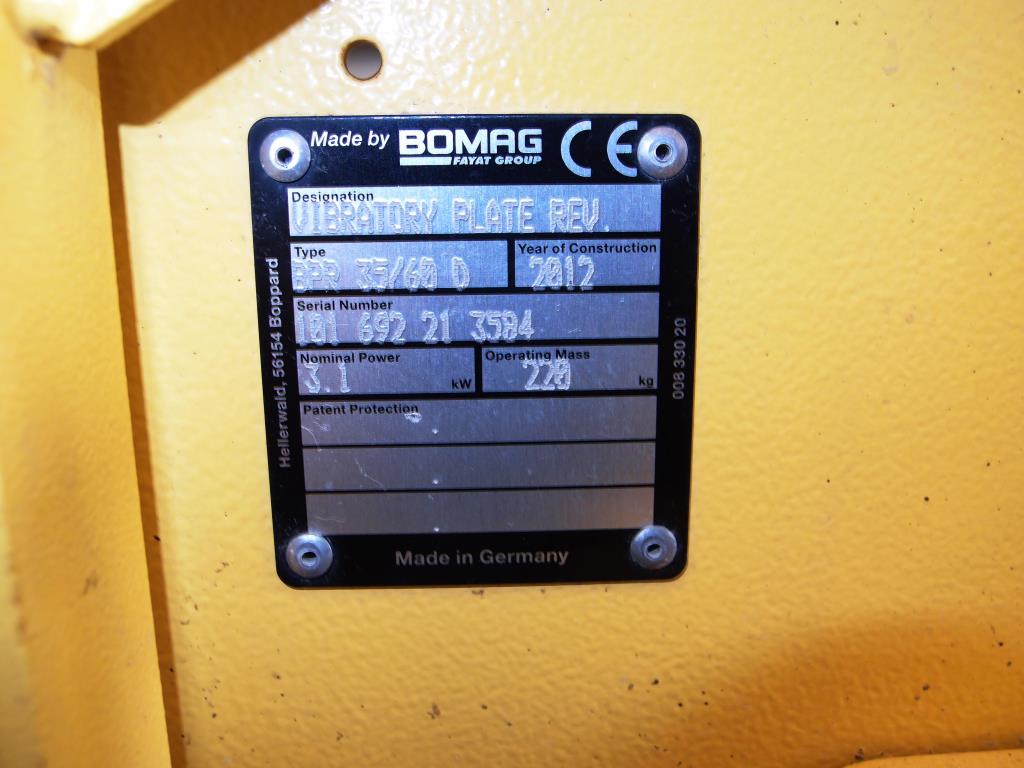 Made by BOMAG CE
FAYAT GROUP
Designation
VIBRATORY PLATE REV.
Type Year of Construction
BPR 35/60 D 2012
Serial Number
101 692 21 3584
Nominal Power Operating Mass
3.1 kW 220 kg
Patent Protection
Made in Germany
Hellerwald, 56154 Boppard
008 330 20